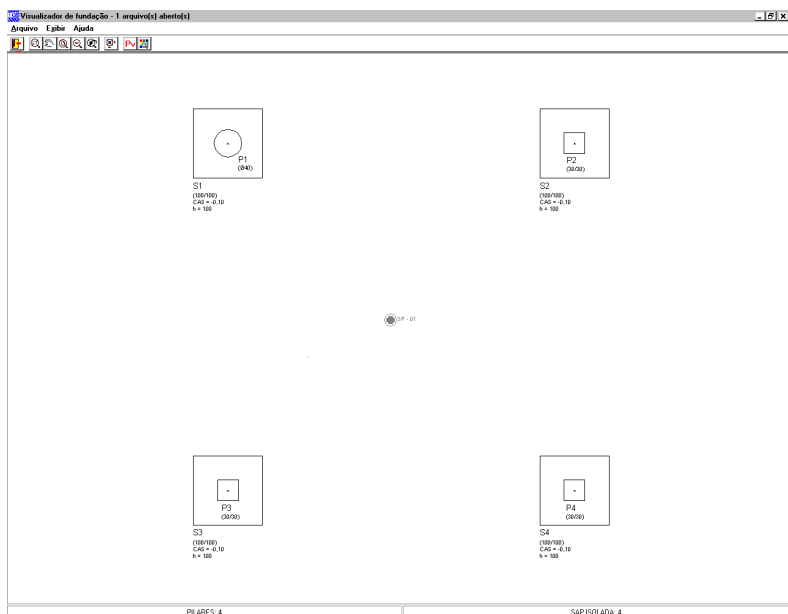 Visualizador de fundação - 1 arquivo(s) aberto(s)
Arquivo Exibir Ajuda
Pv
P1
(Ø40)
S1
(100/100)
CAS = -0,10
h = 100
P2
(30/30)
S2
(100/100)
CAS = -0,10
h = 100
SP - 01
P3
(30/30)
S3
(100/100)
CAS = -0,10
h = 100
P4
(30/30)
S4
(100/100)
CAS = -0,10
h = 100
PILARES: 4
SAP.ISOLADA: 4